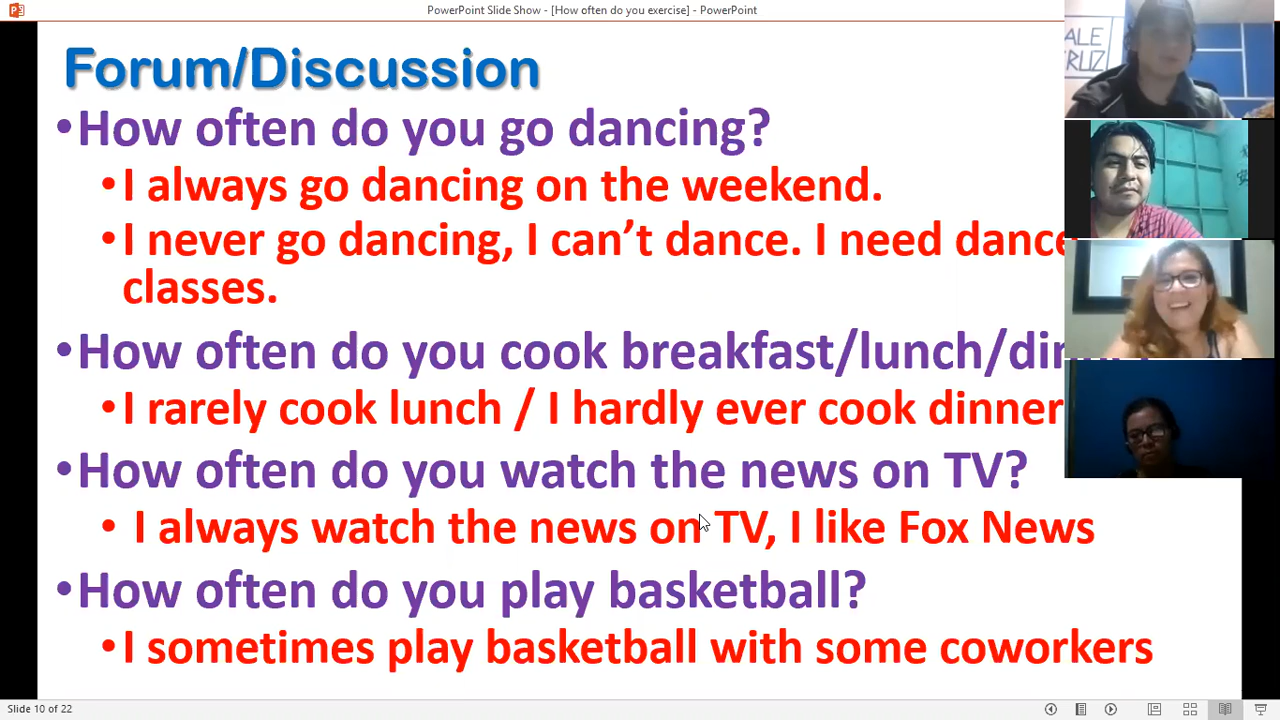 PowerPoint Slide Show - [How often do you exercise] - PowerPoint
Forum/Discussion
•How often do you go dancing?
•I always go dancing on the weekend.
•I never go dancing, I can’t dance. I need dance
classes.
•How often do you cook breakfast/lunch/
•I rarely cook lunch / I hardly ever cook dinner
•How often do you watch the news on TV?
• I always watch the news on TV, I like Fox News
•How often do you play basketball?
•I sometimes play basketball with some coworkers
ALE
CRUZ
Slide 10 of 22